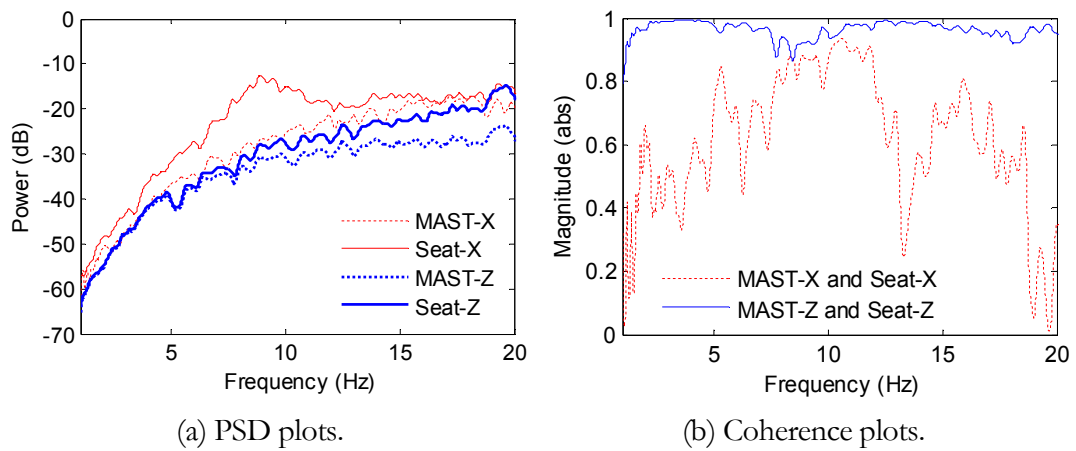 0
-10
-20
-30
-40
-50
-60
-70
Power (dB)
MAST-X
Seat-X
MAST-Z
Seat-Z
5 10 15 20
Frequency (Hz)
(a) PSD plots.
1
0.8
0.6
0.4
0.2
0
Magnitude (abs)
MAST-X and Seat-X
MAST-Z and Seat-Z
5 10 15 20
Frequency (Hz)
(b) Coherence plots.